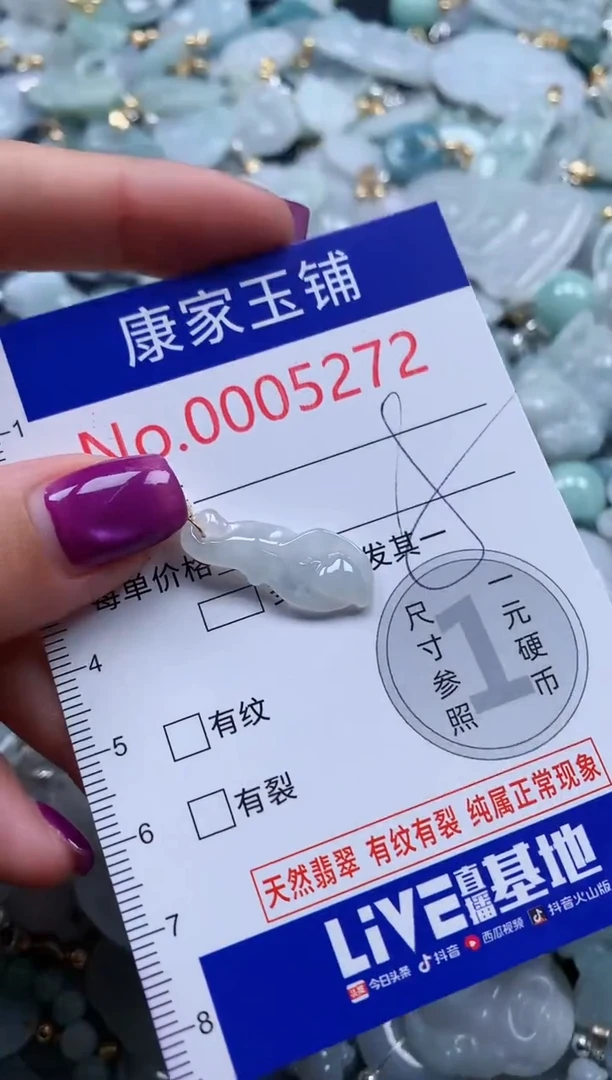 康家玉铺
No.0005272
1
每单价格
发其一
4
5
6
7
8
有纹
有裂
一元硬币
1
尺寸参照
天然翡翠 有纹有裂 纯属正常现象
LiVE直播基地
头条 今日头条 抖音 西瓜视频 抖音火山版